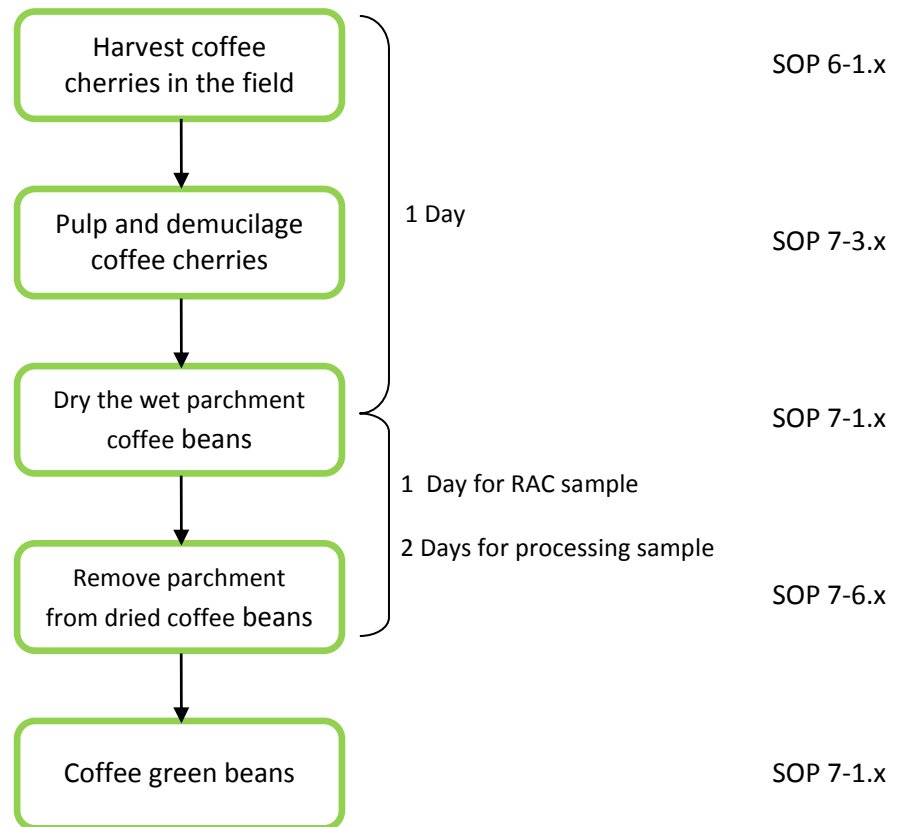 Harvest coffee
cherries in the field
SOP 6-1.x
Pulp and demucilage
coffee cherries
1 Day
SOP 7-3.x
Dry the wet parchment
coffee beans
SOP 7-1.x
1 Day for RAC sample
2 Days for processing sample
Remove parchment
from dried coffee beans
SOP 7-6.x
Coffee green beans
SOP 7-1.x